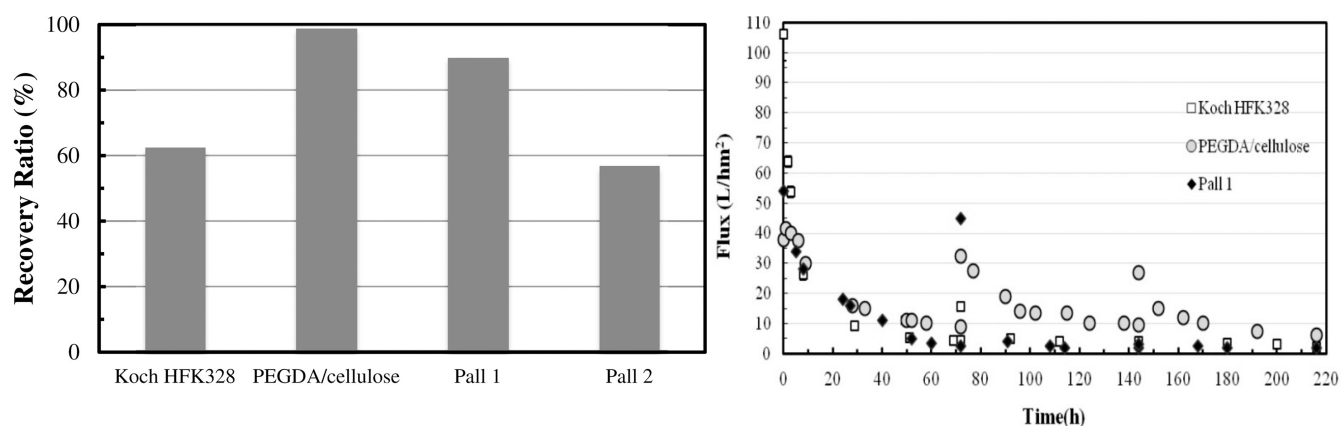 Recovery Ratio (%)
100
80
60
40
20
0
Koch HFK328 PEGDA/cellulose Pall 1 Pall 2
Flux (L/hm²)
110
100
90
80
70
60
50
40
30
20
10
0
Koch HFK328
PEGDA/cellulose
Pall 1
0 20 40 60 80 100 120 140 160 180 200 220
Time(h)